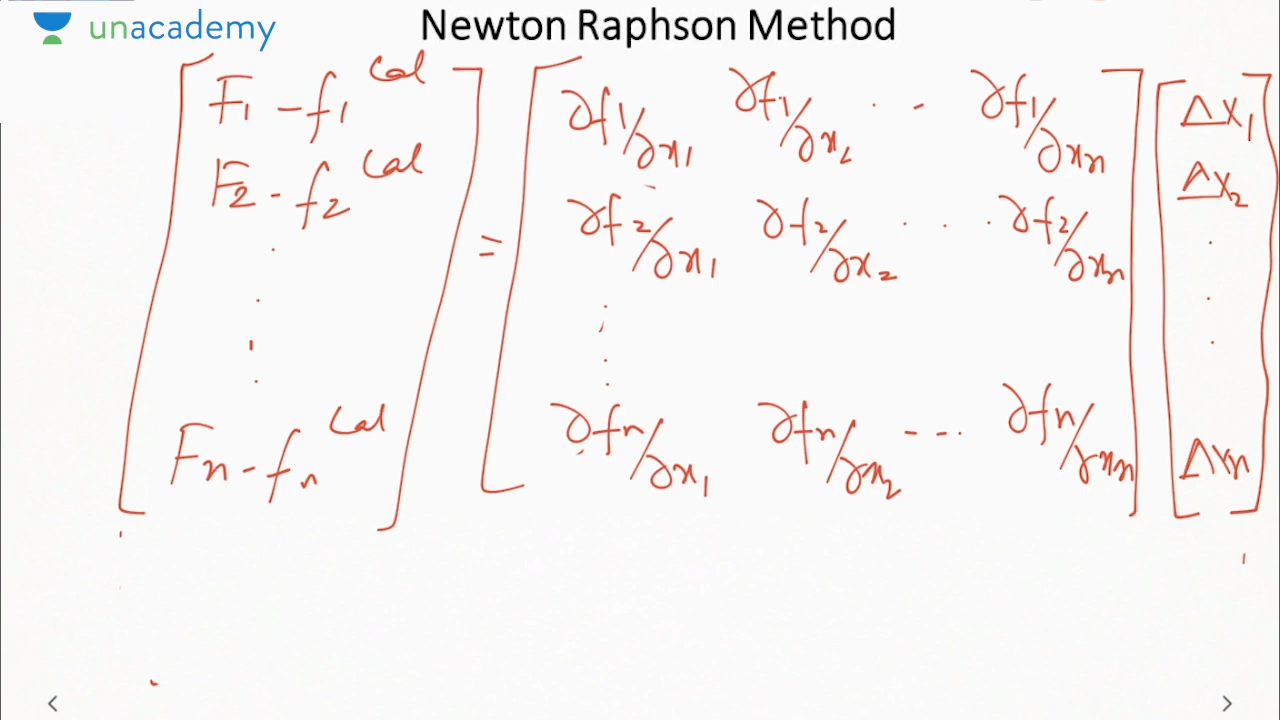 unacademy
Newton Raphson Method
F1 - f1 Cal
F2 - f2 Cal
.
.
.
.
Fn - fn Cal
=
∂f1/∂x1 ∂f1/∂x2 . - ∂f1/∂xn
∂f2/∂x1 ∂f2/∂x2 . . . ∂f2/∂xn
.
.
.
.
∂fn/∂x1 ∂fn/∂x2 --.. ∂fn/∂xn
Δx1
Δx2
.
.
.
Δxn